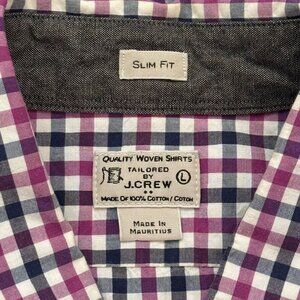 SLIM FIT
QUALITY WOVEN SHIRTS
TAILORED
BY
J.CREW
L
MADE OF 100% COTTON / COTON
MADE IN
MAURITIUS